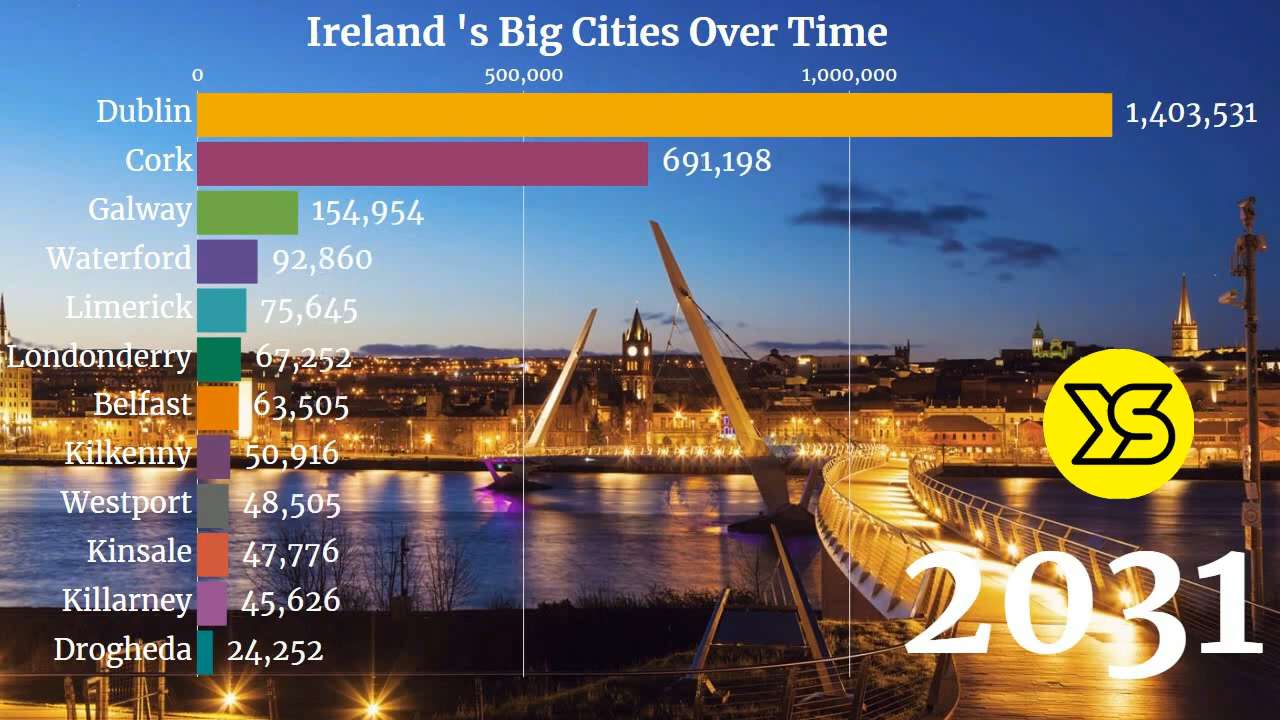 Ireland 's Big Cities Over Time
0 500,000 1,000,000
Dublin 1,403,531
Cork 691,198
Galway 154,954
Waterford 92,860
Limerick 75,645
Londonderry 67,252
Belfast 63,505
Kilkenny 50,916
Westport 48,505
Kinsale 47,776
Killarney 45,626
Drogheda 24,252
YS
2031